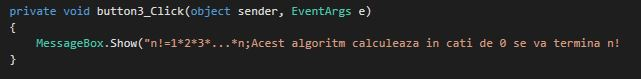 private void button3_Click(object sender, EventArgs e)
{
MessageBox.Show("n!=1*2*3*...*n;Acest algoritm calculeaza in cati de 0 se va termina n!
}